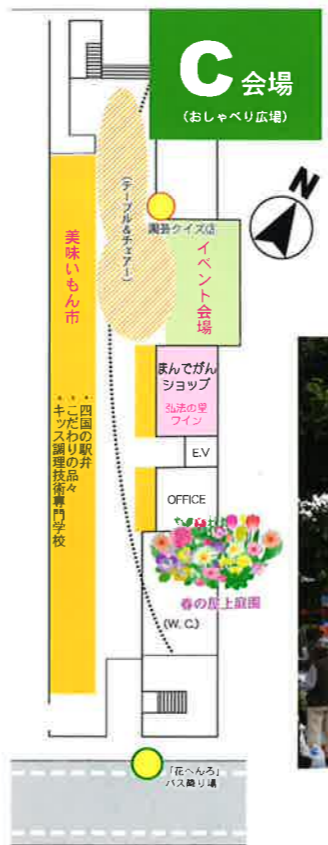 C会場
(おしゃべり広場)
N
(テーブル&チェアー)
園芸クイズ店
イベント会場
美味いもん市
四国の駅弁
こだわりの品々
キッス調理技術専門学校
まんでがん
ショップ
弘法の里
ワイン
E.V
OFFICE
春の屋上庭園
(W.C.)
「花へんろ」
バス降り場